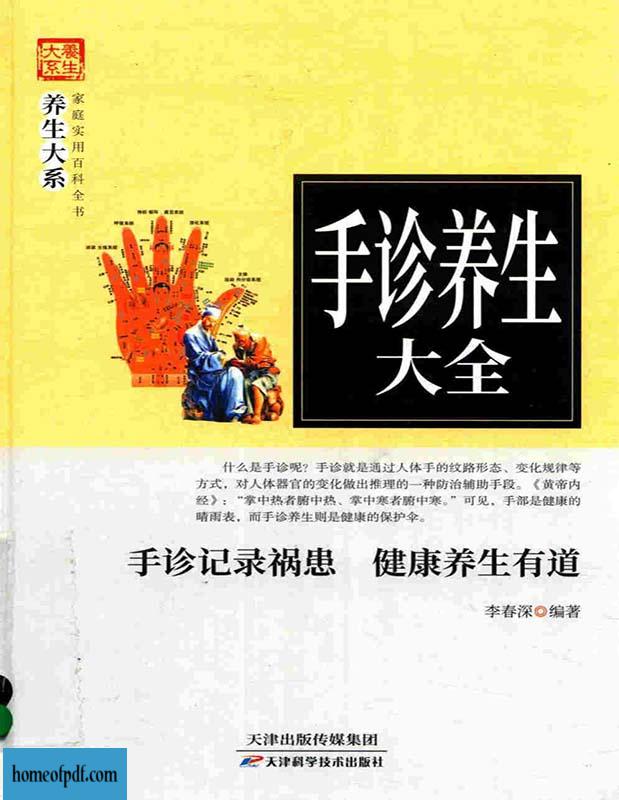 養生
大系
养生大系
家庭实用百科全书
手诊养生
大全
什么是手诊呢？手诊就是通过人体手的纹路形态、变化规律等
方式，对人体器官的变化做出推理的一种防治辅助手段。《黄帝内
经》：“掌中热者腑中热、掌中寒者腑中寒。”可见，手部是健康的
晴雨表，而手诊养生则是健康的保护伞。
手诊记录祸患 健康养生有道
李春深◎编著
天津出版传媒集团
天津科学技术出版社
homeofpdf.com